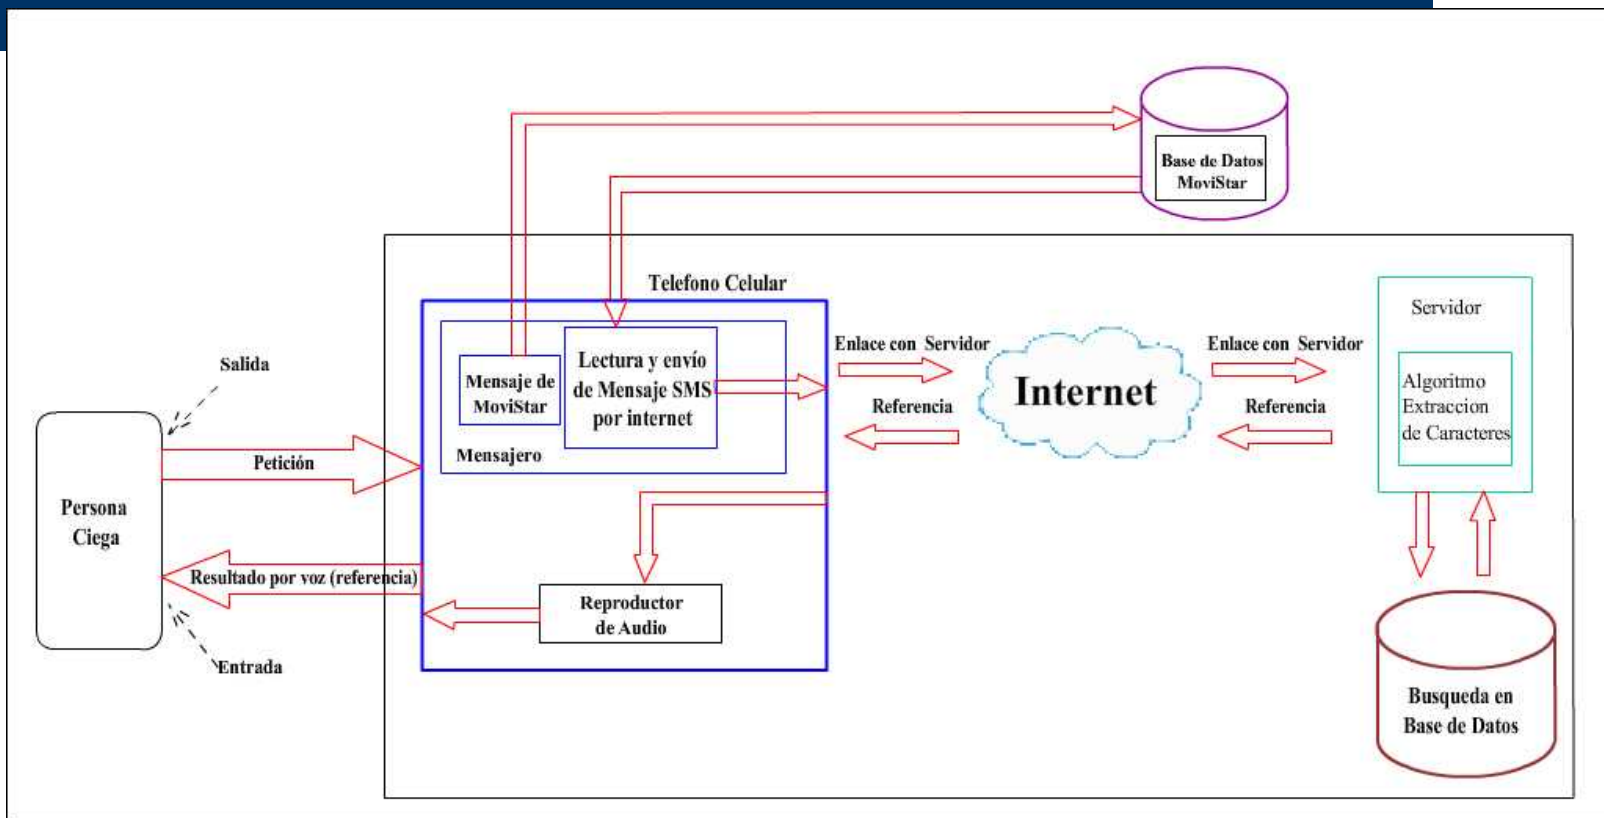 Base de Datos
MoviStar
Telefono Celular
Servidor
Enlace con Servidor
Enlace con Servidor
Lectura y envío
de Mensaje SMS
por internet
Salida
Mensaje de
MoviStar
Internet
Algoritmo
Extraccion
de Caracteres
Referencia
Referencia
Mensajero
Petición
Persona
Ciega
Resultado por voz (referencia)
Reproductor
de Audio
Entrada
Busqueda en
Base de Datos